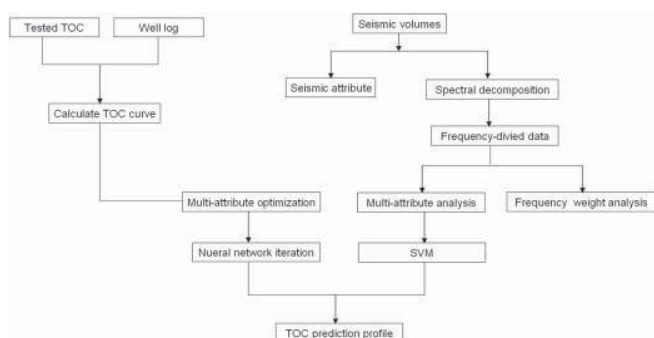 Tested TOC
Well log
Seismic volumes
Seismic attribute
Spectral decomposition
Calculate TOC curve
Frequency-divied data
Multi-attribute optimization
Multi-attribute analysis
Frequency weight analysis
Nueral network iteration
SVM
TOC prediction profile